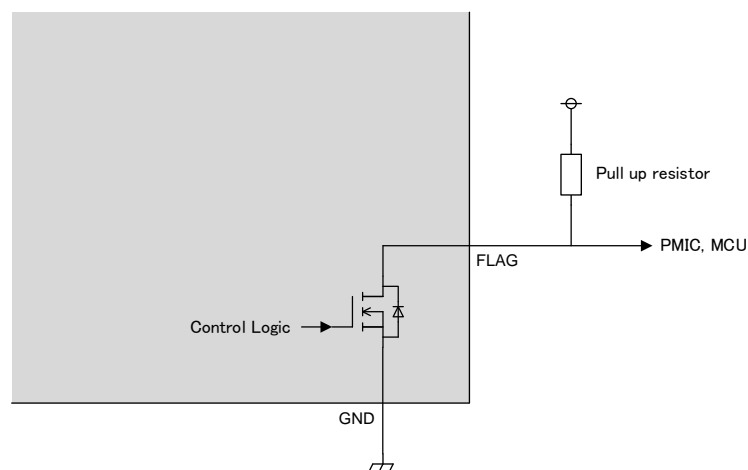 Pull up resistor
PMIC, MCU
FLAG
Control Logic
GND